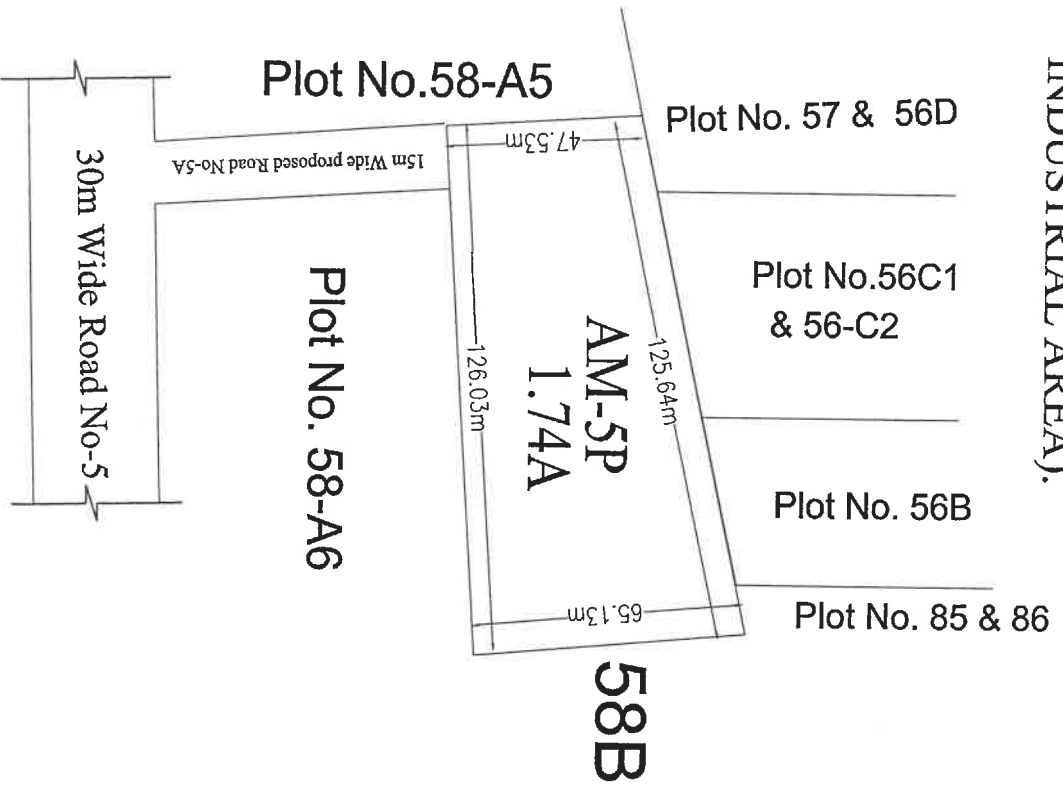 INDUSTRIAL AREA).
Plot No.58-A5
Plot No. 57 & 56D
47.53m
15m Wide proposed Road No-5A
30m Wide Road No-5
Plot No.56C1
& 56-C2
Plot No. 58-A6
126.03m
AM-5P
1.74A
125.64m
Plot No. 56B
65.13m
Plot No. 85 & 86
58B